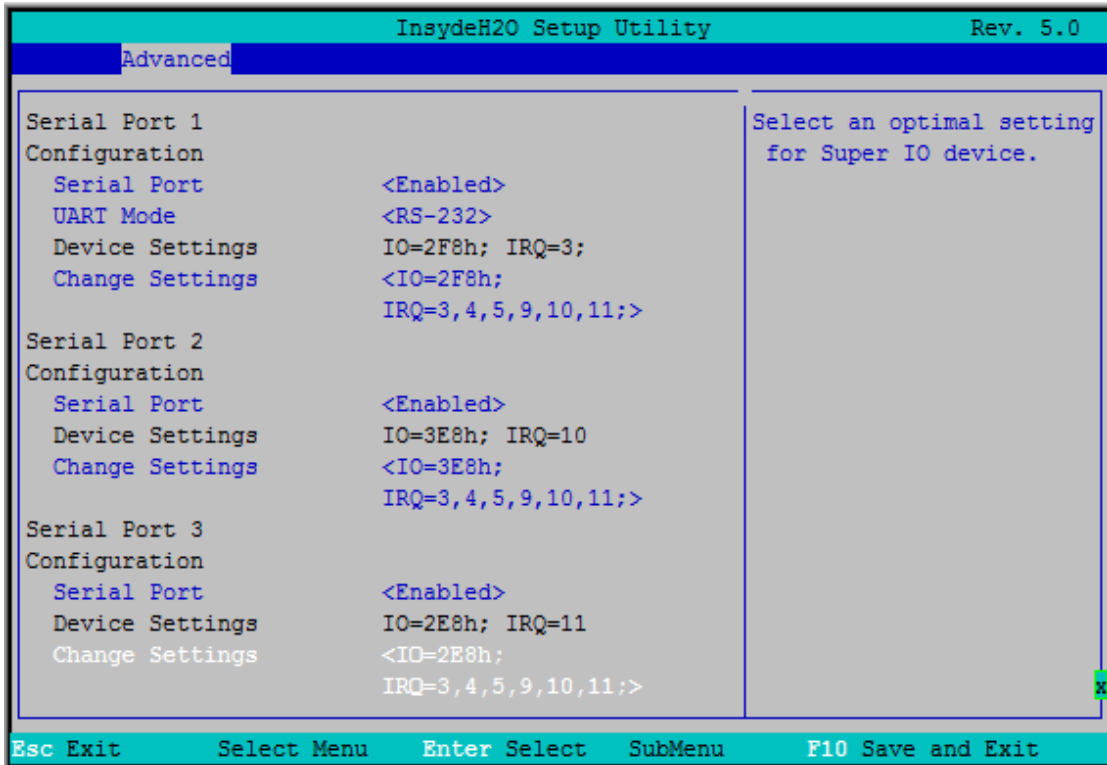 InsydeH2O Setup Utility Rev. 5.0
Advanced
Serial Port 1
Configuration
Serial Port <Enabled>
UART Mode <RS-232>
Device Settings IO=2F8h; IRQ=3;
Change Settings <IO=2F8h;
IRQ=3,4,5,9,10,11;>
Serial Port 2
Configuration
Serial Port <Enabled>
Device Settings IO=3E8h; IRQ=10
Change Settings <IO=3E8h;
IRQ=3,4,5,9,10,11;>
Serial Port 3
Configuration
Serial Port <Enabled>
Device Settings IO=2E8h; IRQ=11
Change Settings <IO=2E8h;
IRQ=3,4,5,9,10,11;>
Select an optimal setting
for Super IO device.
x
Esc Exit Select Menu Enter Select SubMenu F10 Save and Exit